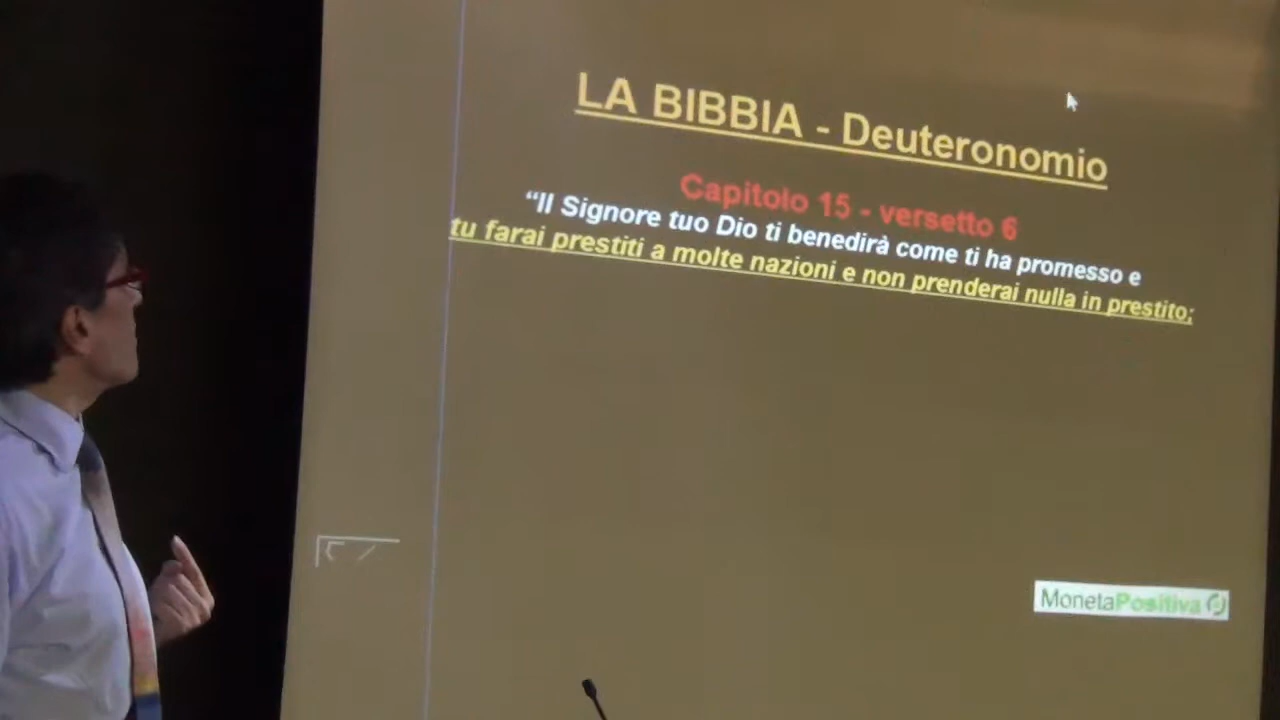 LA BIBBIA - Deuteronomio
Capitolo 15 - versetto 6
“Il Signore tuo Dio ti benedirà come ti ha promesso e
tu farai prestiti a molte nazioni e non prenderai nulla in prestito;
MonetaPositiva